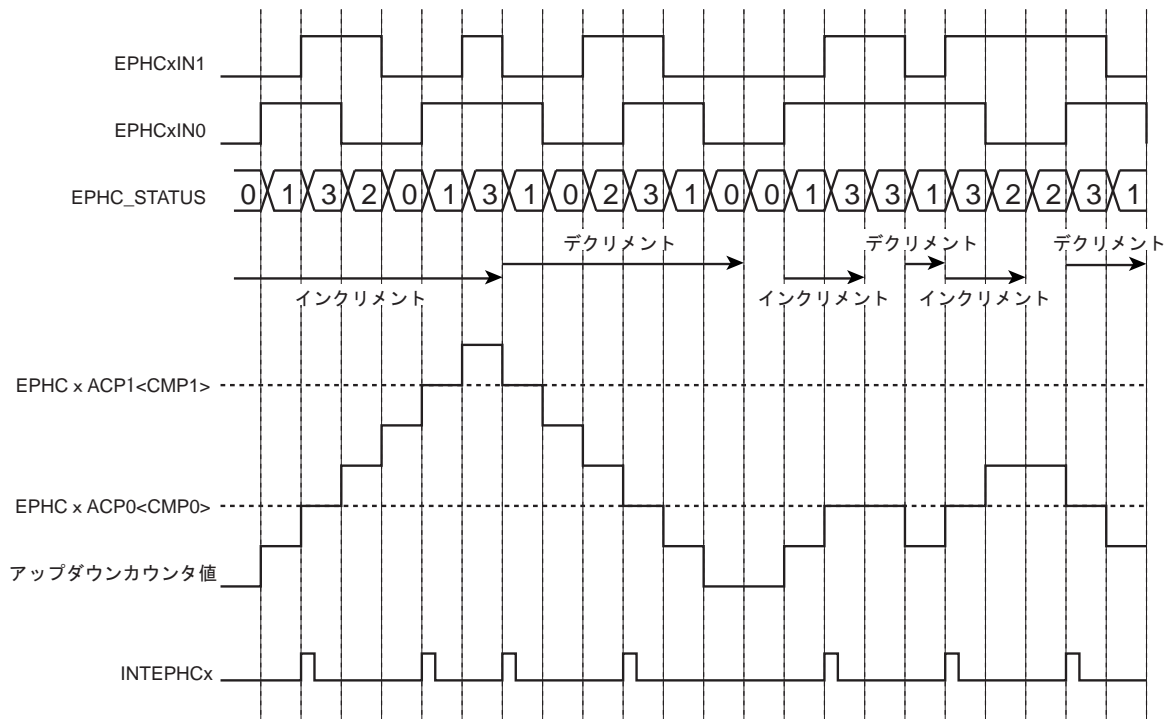 EPHCxIN1
EPHCxIN0
EPHC_STATUS 0 1 3 2 0 1 3 1 0 2 3 1 0 0 1 3 3 1 3 2 2 3 1
デクリメント デクリメント デクリメント
インクリメント インクリメント インクリメント
EPHC x ACP1<CMP1>
EPHC x ACP0<CMP0>
アップダウンカウンタ値
INTEPHCx